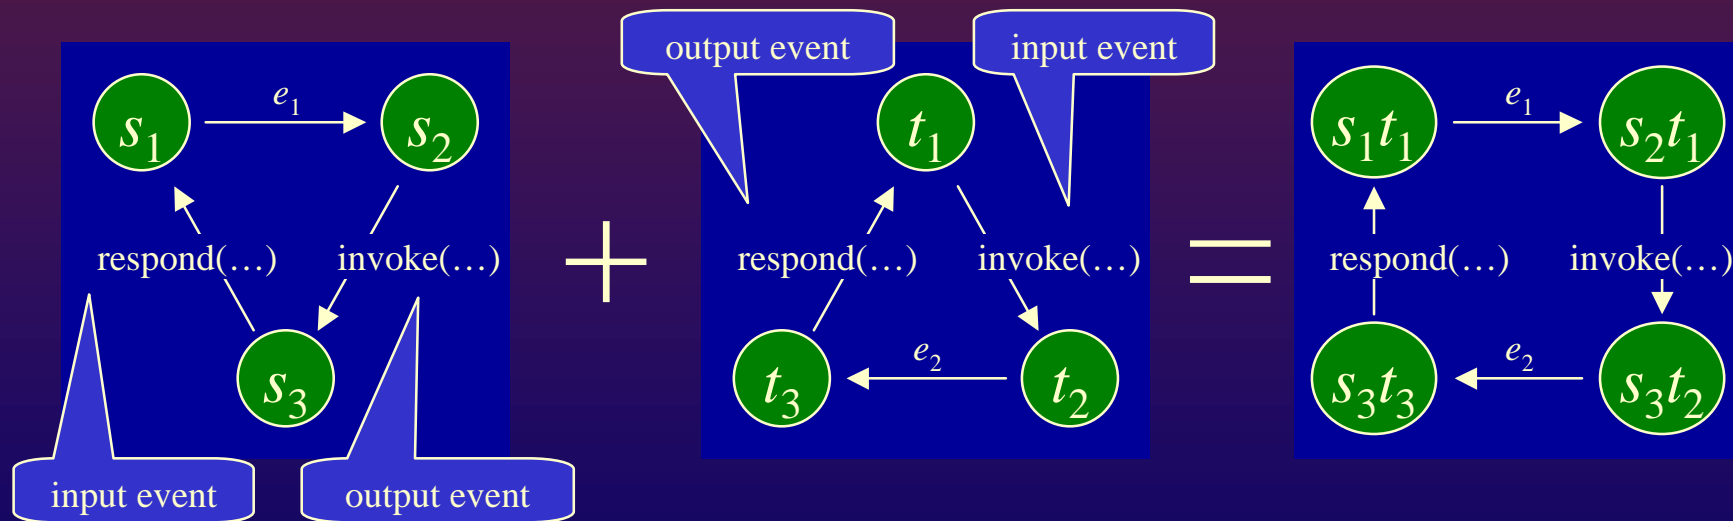 output event
input event
s₁
e₁
s₂
respond(…)
invoke(…)
s₃
input event
output event
+
t₁
respond(…)
invoke(…)
t₃
e₂
t₂
=
s₁t₁
e₁
s₂t₁
respond(…)
invoke(…)
s₃t₃
e₂
s₃t₂